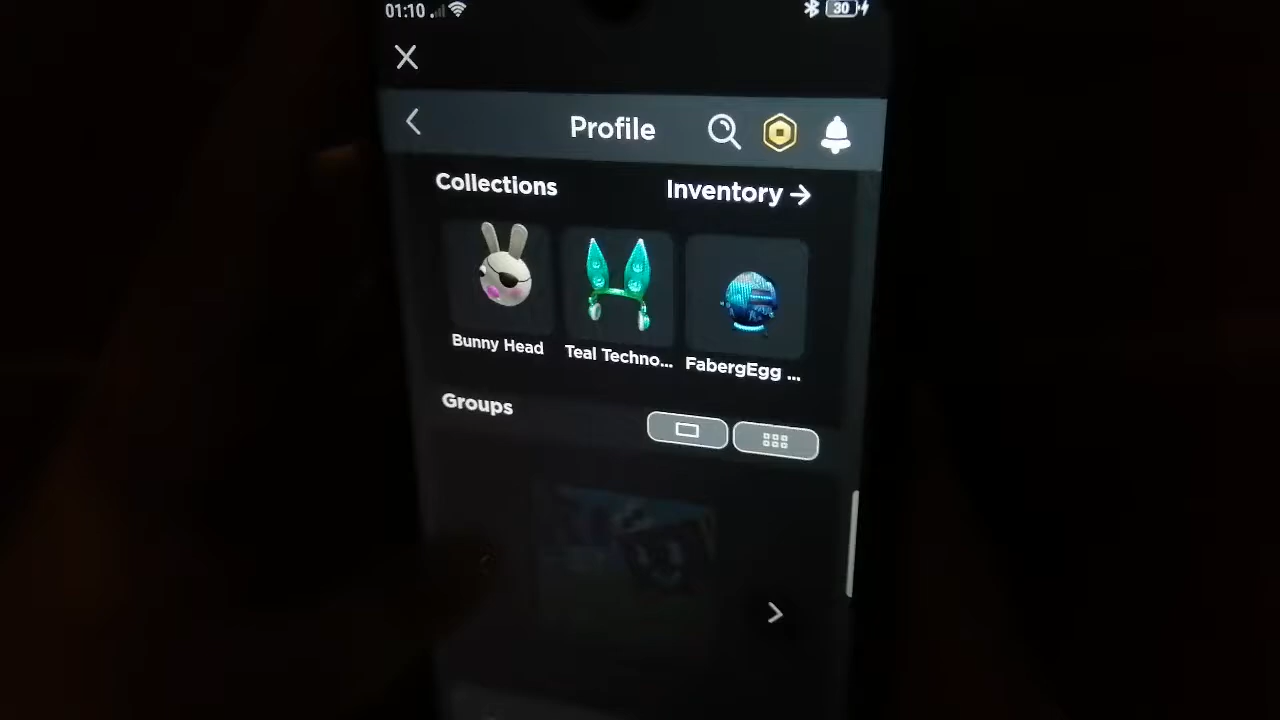 01:10
30
Profile
Collections
Inventory →
Bunny Head
Teal Techno...
FabergEgg ...
Groups